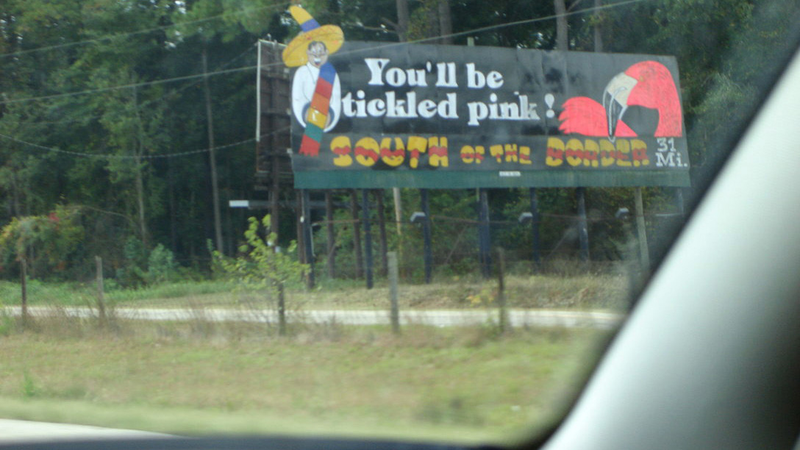 You'll be
tickled pink!
SOUTH OF THE BORDER
31
Mi.